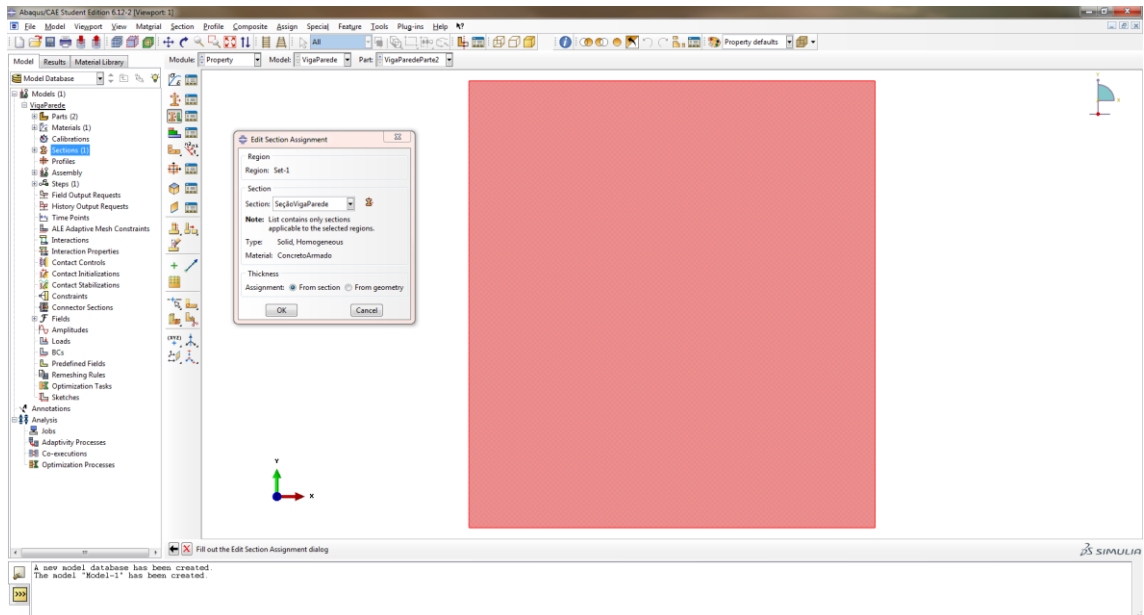 Abaqus/CAE Student Edition 6.12-2 [Viewport: 1]
File Model Viewport View Material Section Profile Composite Assign Special Feature Tools Plug-ins Help
All Property defaults
Model Results Material Library Module: Property Model: VigaParede Part: VigaParedeParte2
Model Database
Models (1)
VigaParede
Parts (2)
Materials (1)
Calibrations
Sections (1)
Profiles
Assembly
Steps (1)
Field Output Requests
History Output Requests
Time Points
ALE Adaptive Mesh Constraints
Interactions
Interaction Properties
Contact Controls
Contact Initializations
Contact Stabilizations
Constraints
Connector Sections
Fields
Amplitudes
Loads
BCs
Predefined Fields
Remeshing Rules
Optimization Tasks
Sketches
Annotations
Analysis
Jobs
Adaptivity Processes
Co-executions
Optimization Processes
Edit Section Assignment
Region
Region: Set-1
Section
Section: SeçãoVigaParede
Note: List contains only sections
applicable to the selected regions.
Type: Solid, Homogeneous
Material: ConcretoArmado
Thickness
Assignment: From section From geometry
OK Cancel
Y
X
Fill out the Edit Section Assignment dialog
SIMULIA
A new model database has been created.
The model "Model-1" has been created.
>>>